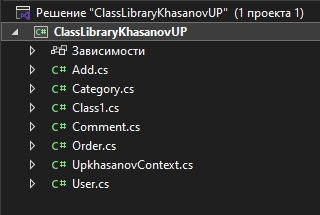 Решение "ClassLibraryKhasanovUP" (1 проекта 1)
C# ClassLibraryKhasanovUP
Зависимости
C# Add.cs
C# Category.cs
C# Class1.cs
C# Comment.cs
C# Order.cs
C# UpkhasanovContext.cs
C# User.cs